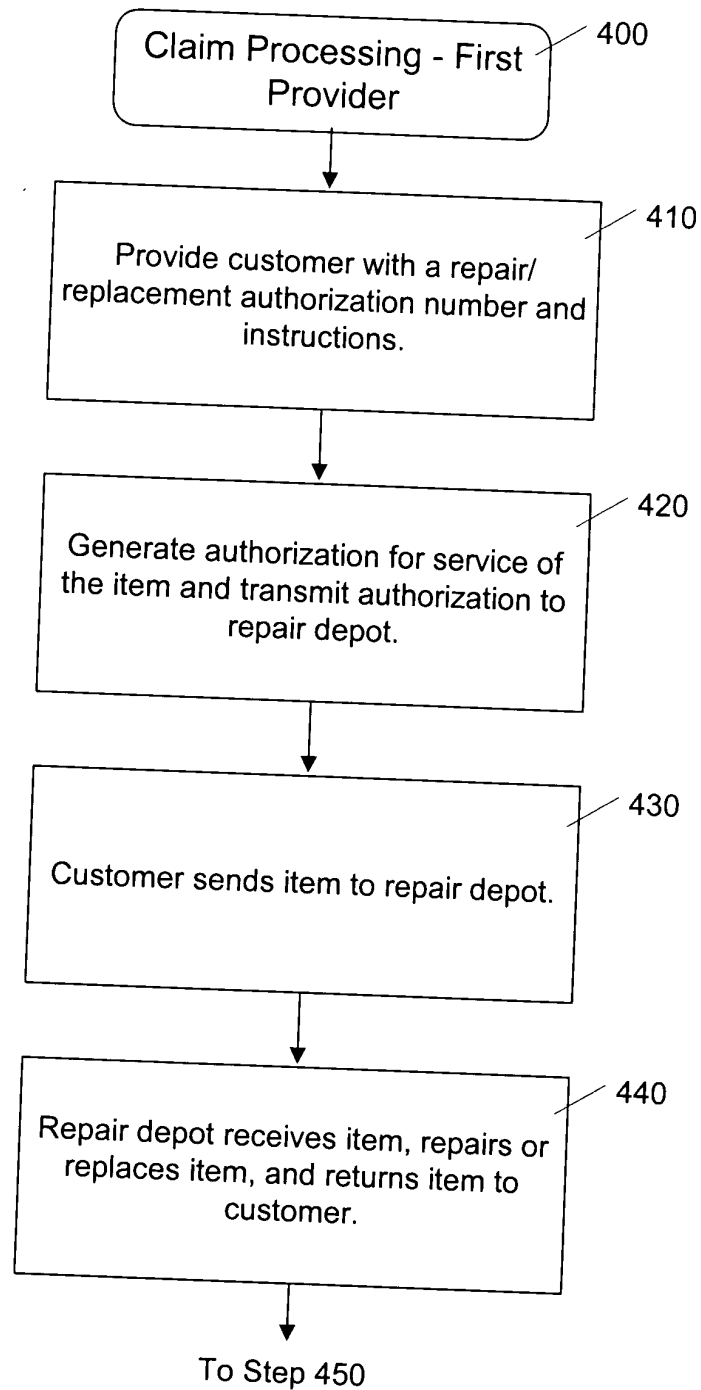 Claim Processing - First
Provider
400
Provide customer with a repair/
replacement authorization number and
instructions.
410
Generate authorization for service of
the item and transmit authorization to
repair depot.
420
Customer sends item to repair depot.
430
Repair depot receives item, repairs or
replaces item, and returns item to
customer.
440
To Step 450